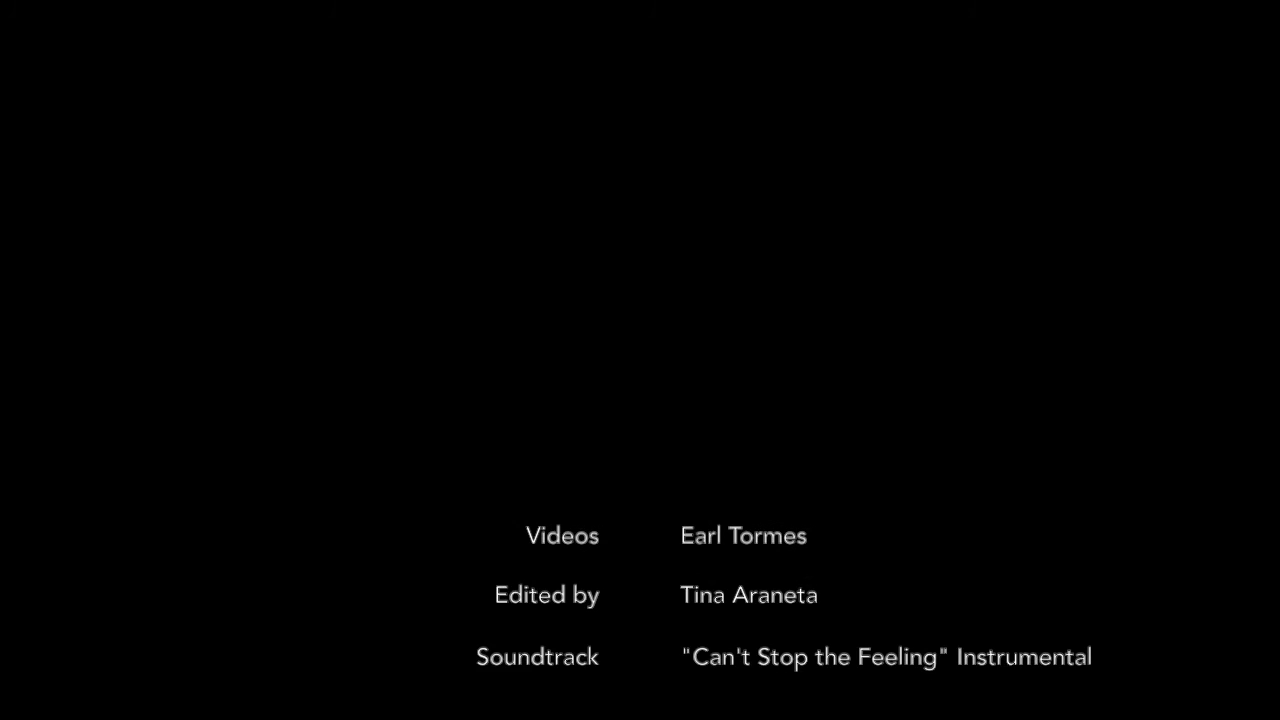 Videos Earl Tormes
Edited by Tina Araneta
Soundtrack "Can't Stop the Feeling" Instrumental